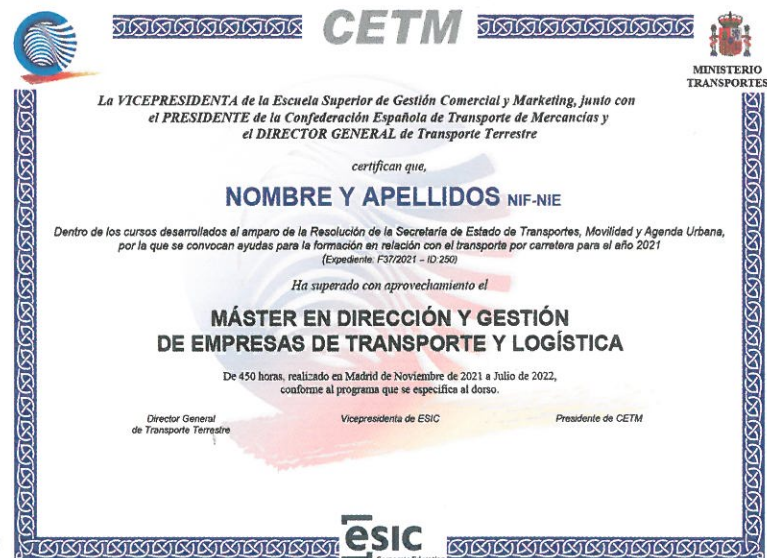 CETM
MINISTERIO
TRANSPORTES
La VICEPRESIDENTA de la Escuela Superior de Gestión Comercial y Marketing, junto con
el PRESIDENTE de la Confederación Española de Transporte de Mercancías y
el DIRECTOR GENERAL de Transporte Terrestre
certifican que,
NOMBRE Y APELLIDOS NIF-NIE
Dentro de los cursos desarrollados al amparo de la Resolución de la Secretaría de Estado de Transportes, Movilidad y Agenda Urbana,
por la que se convocan ayudas para la formación en relación con el transporte por carretera para el año 2021
(Expediente: F37/2021 – ID:250)
Ha superado con aprovechamiento el
MÁSTER EN DIRECCIÓN Y GESTIÓN
DE EMPRESAS DE TRANSPORTE Y LOGÍSTICA
De 450 horas, realizado en Madrid de Noviembre de 2021 a Julio de 2022,
conforme al programa que se especifica al dorso.
Director General
de Transporte Terrestre
Vicepresidenta de ESIC
Presidente de CETM
esic